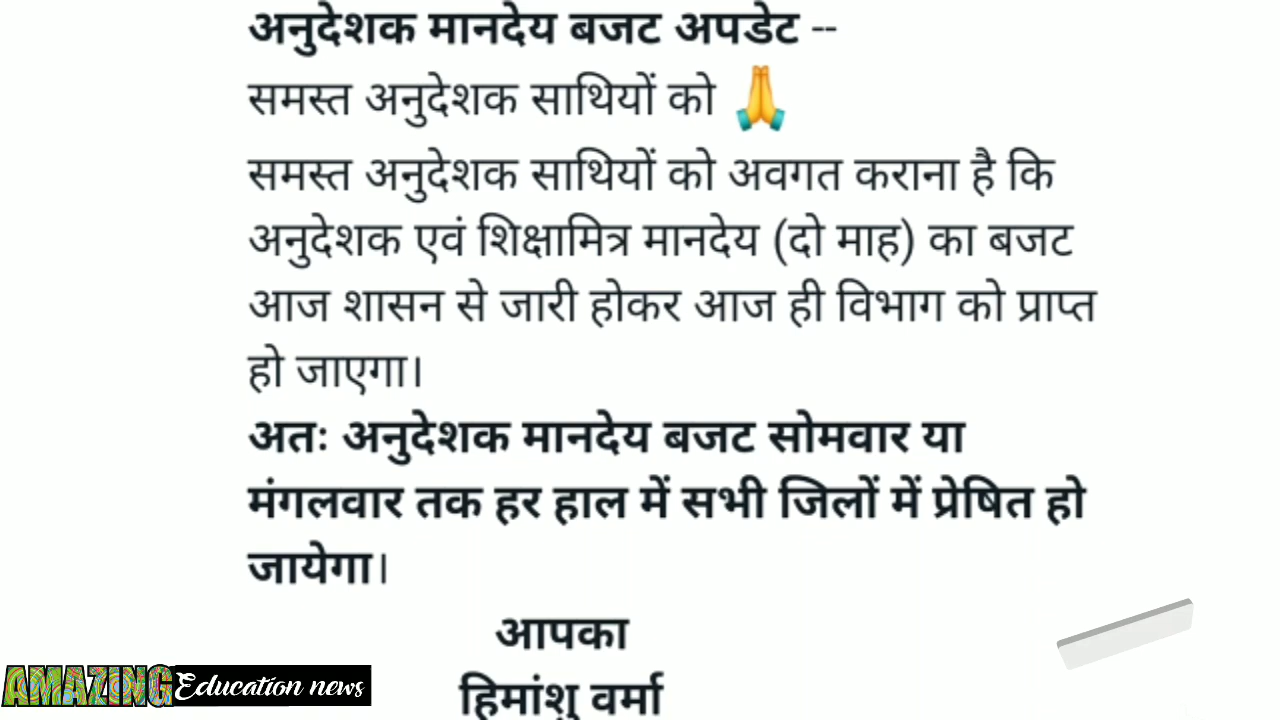 अनुदेशक मानदेय बजट अपडेट --
समस्त अनुदेशक साथियों को 🙏
समस्त अनुदेशक साथियों को अवगत कराना है कि
अनुदेशक एवं शिक्षामित्र मानदेय (दो माह) का बजट
आज शासन से जारी होकर आज ही विभाग को प्राप्त
हो जाएगा।
अतः अनुदेशक मानदेय बजट सोमवार या
मंगलवार तक हर हाल में सभी जिलों में प्रेषित हो
जायेगा।
आपका
हिमांशु वर्मा
AMAZING Education news